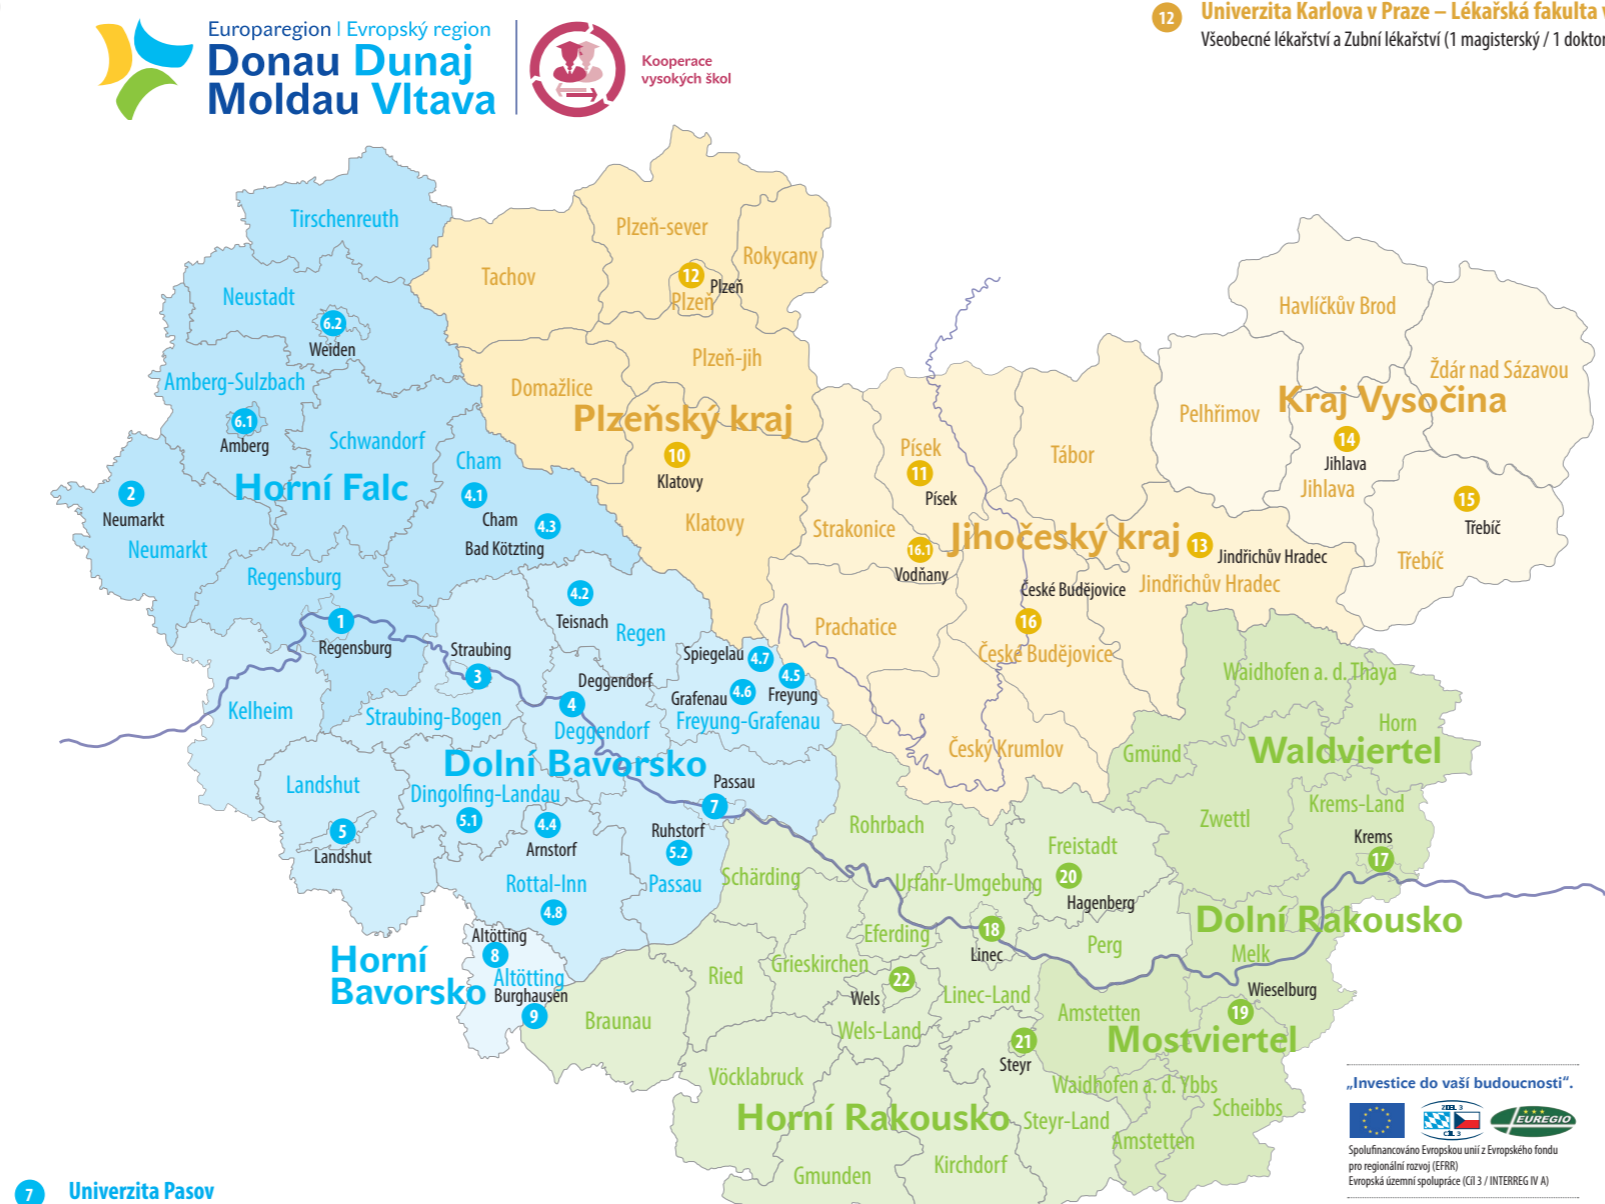 Europaregion | Evropský region
Donau Dunaj
Moldau Vltava
Kooperace
vysokých škol
12 Univerzita Karlova v Praze – Lékařská fakulta v
Všeobecné lékařství a Zubní lékařství (1 magisterský / 1 doktor
Tirschenreuth
Plzeň-sever
Rokycany
Tachov
12
Plzeň
Plzeň
Neustadt
6.2
Weiden
Havlíčkův Brod
Plzeň-jih
Ždár nad Sázavou
Amberg-Sulzbach
Domažlice
Kraj Vysočina
Pelhřimov
Plzeňský kraj
6.1
Amberg
Schwandorf
Cham
10
Klatovy
Písek
11
Písek
Tábor
14
Jihlava
Jihlava
Horní Falc
2
Neumarkt
Neumarkt
4.1
Cham
4.3
Bad Kötzting
Klatovy
Strakonice
15
Třebíč
Třebíč
Jihočeský kraj
13
Jindřichův Hradec
Jindřichův Hradec
16.1
Vodňany
Regensburg
České Budějovice
16
České Budějovice
4.2
Teisnach
Regen
1
Regensburg
Prachatice
Straubing
3
Spiegelau 4.7
4.5
Freyung
Grafenau 4.6
Freyung-Grafenau
Deggendorf
4
Deggendorf
Waidhofen a. d. Thaya
Kelheim
Straubing-Bogen
Horn
Český Krumlov
Gmünd
Waldviertel
Dolní Bavorsko
Landshut
Dingolfing-Landau
5.1
Passau
7
5
Landshut
4.4
Arnstorf
Ruhstorf
5.2
Passau
Rohrbach
Zwettl
Krems-Land
Krems
17
Freistadt
20
Hagenberg
Schärding
Urfahr-Umgebung
Rottal-Inn
4.8
Dolní Rakousko
Eferding
18
Linec
Perg
Melk
Altötting
8
Altötting
Horní
Bavorsko
Burghausen
9
Ried
Grieskirchen
22
Wels
Linec-Land
Wieselburg
19
Amstetten
Mostviertel
Braunau
Wels-Land
21
Steyr
Vöcklabruck
Waidhofen a. d. Ybbs
Scheibbs
Horní Rakousko
Steyr-Land
Amstetten
Gmunden
Kirchdorf
„Investice do vaší budoucnosti“.
ZIEL 3
CÍL 3
EUREGIO
Spolufinancováno Evropskou unií z Evropského fondu
pro regionální rozvoj (EFRR)
Evropská územní spolupráce (Cíl 3 / INTERREG IV A)
7 Univerzita Pasov